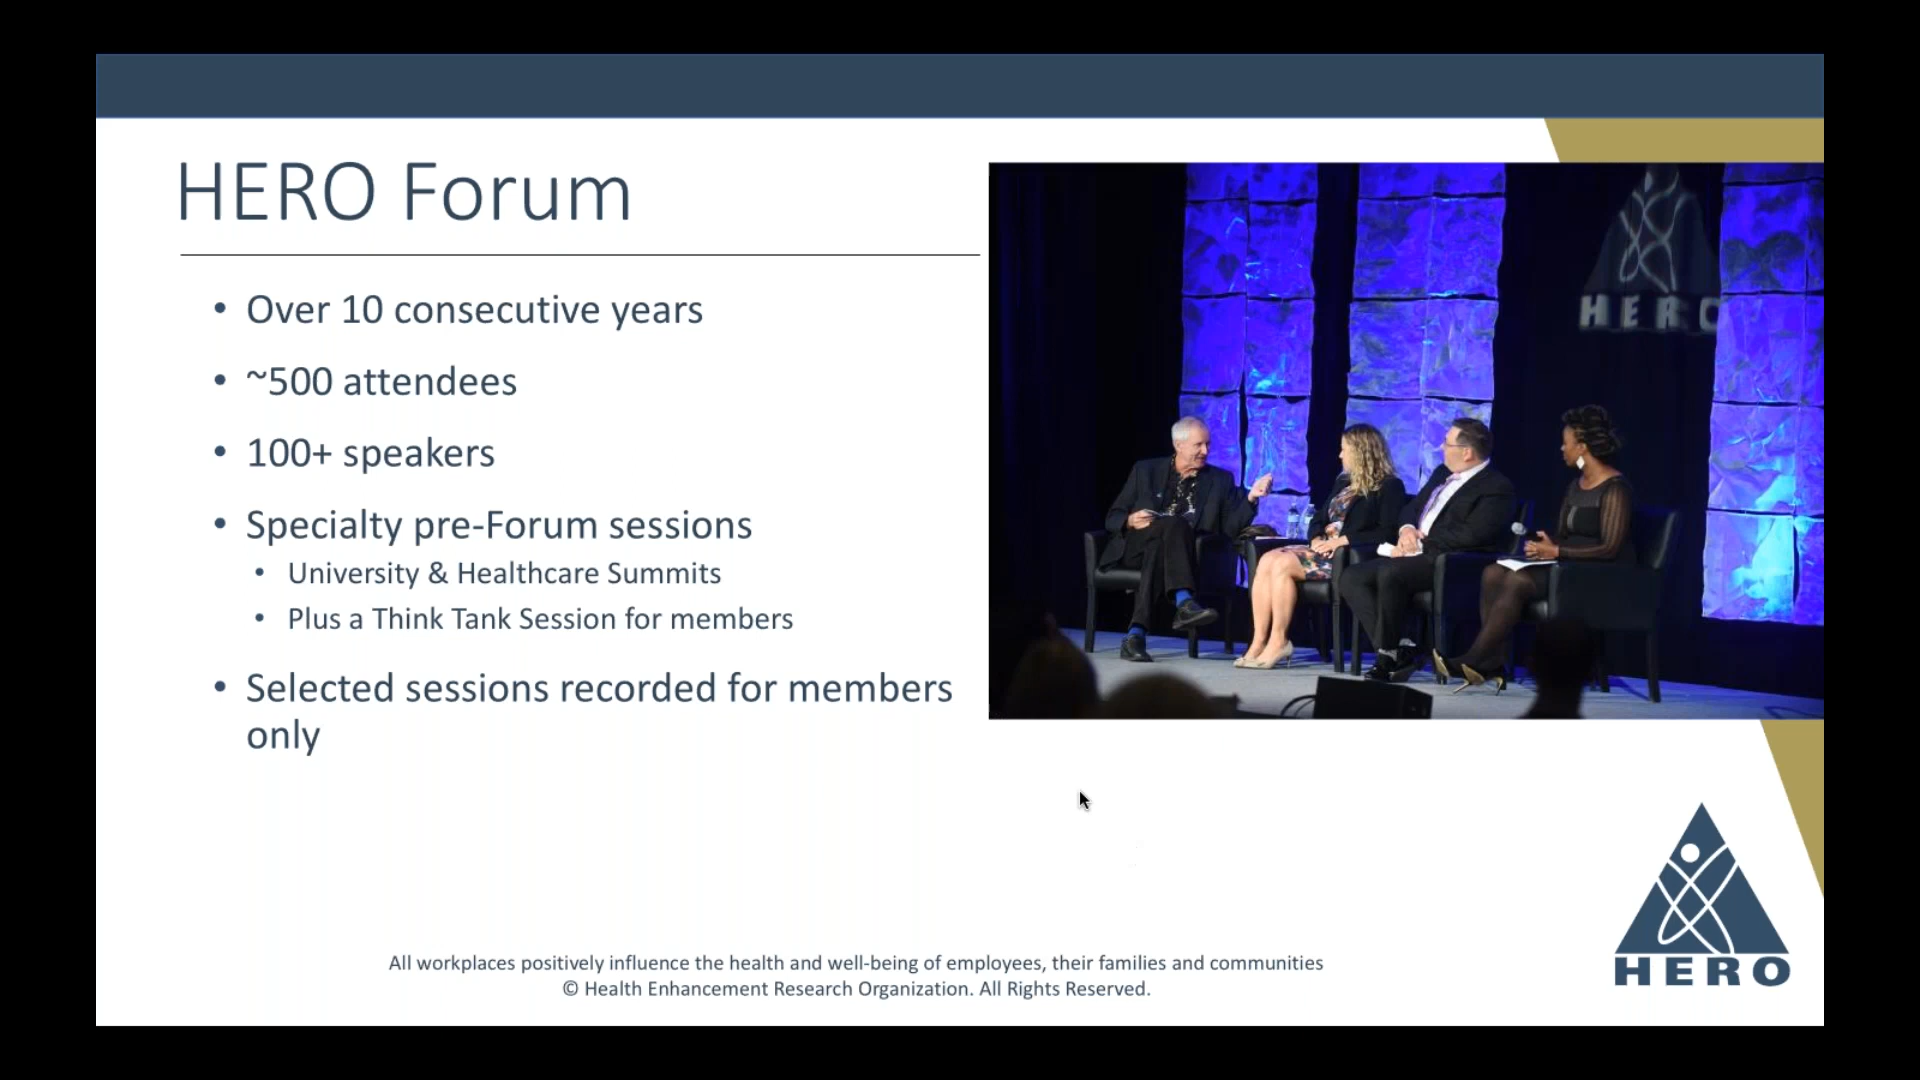 HERO Forum
• Over 10 consecutive years
• ~500 attendees
• 100+ speakers
• Specialty pre-Forum sessions
• University & Healthcare Summits
• Plus a Think Tank Session for members
• Selected sessions recorded for members
only
HERO
All workplaces positively influence the health and well-being of employees, their families and communities
© Health Enhancement Research Organization. All Rights Reserved.
HERO